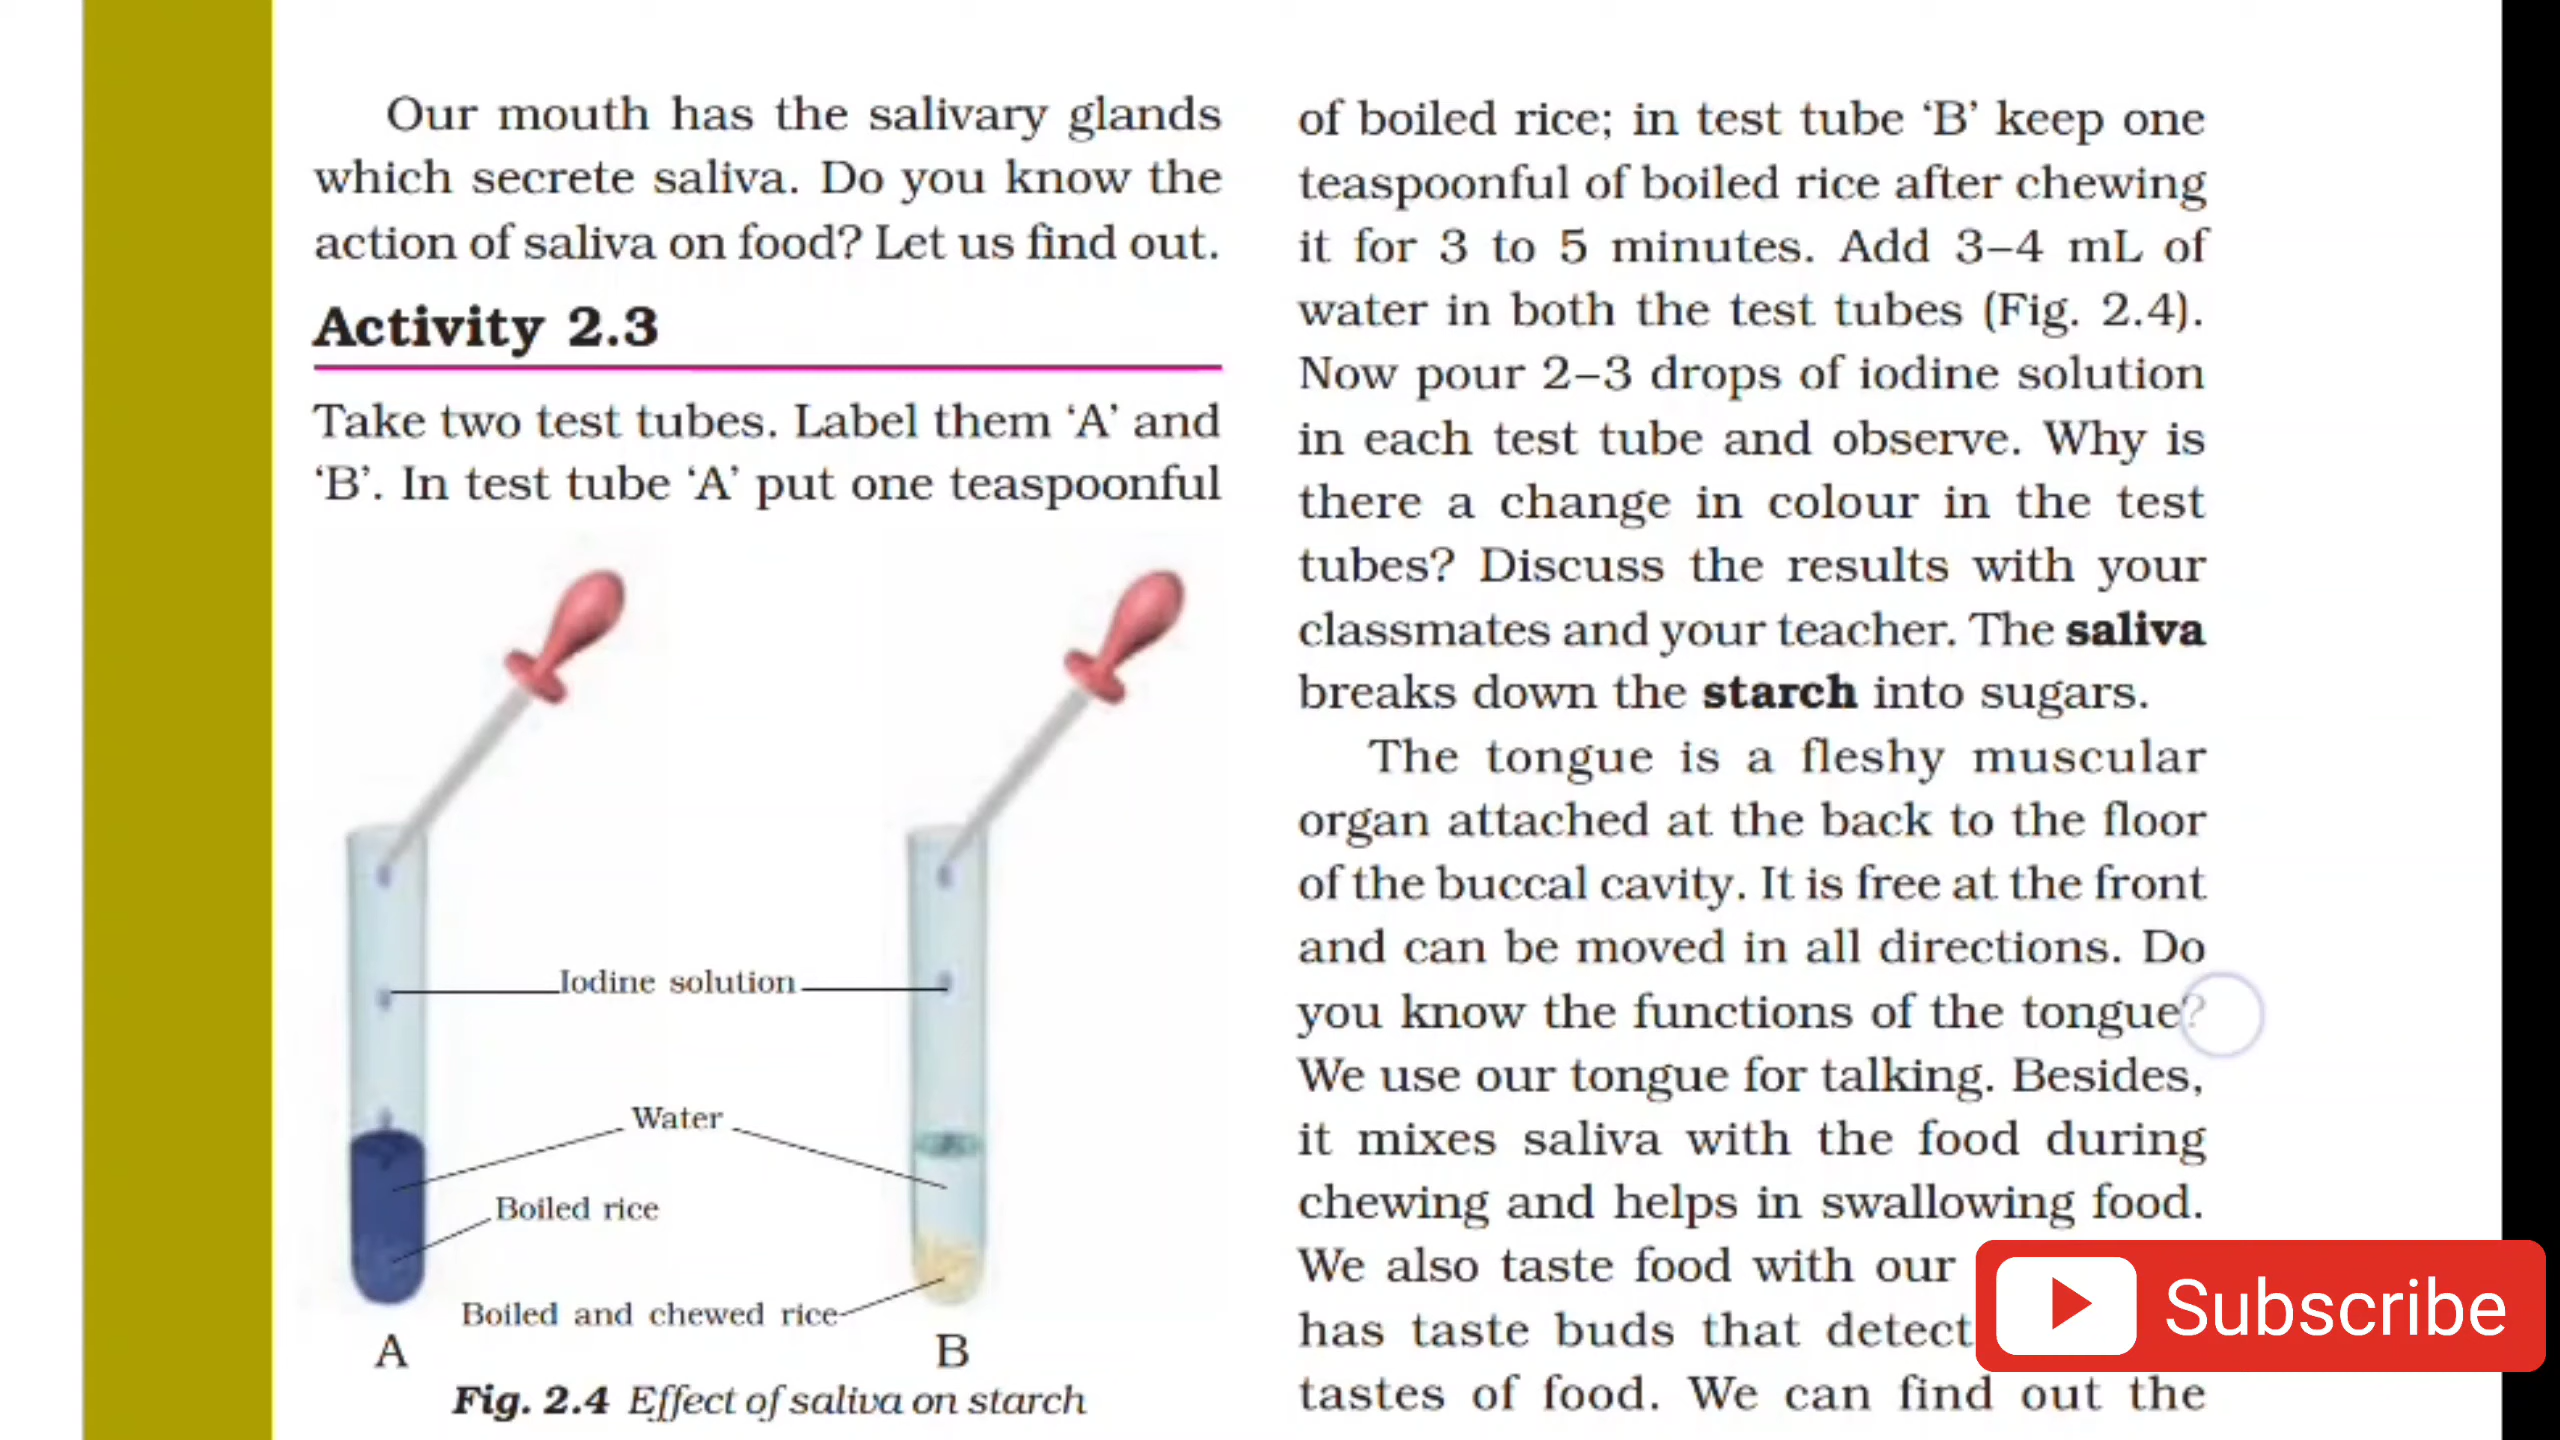 Our mouth has the salivary glands
which secrete saliva. Do you know the
action of saliva on food? Let us find out.
Activity 2.3
Take two test tubes. Label them ‘A’ and
‘B’. In test tube ‘A’ put one teaspoonful
Iodine solution
Water
Boiled rice
Boiled and chewed rice
A
B
Fig. 2.4 Effect of saliva on starch
of boiled rice; in test tube ‘B’ keep one
teaspoonful of boiled rice after chewing
it for 3 to 5 minutes. Add 3–4 mL of
water in both the test tubes (Fig. 2.4).
Now pour 2–3 drops of iodine solution
in each test tube and observe. Why is
there a change in colour in the test
tubes? Discuss the results with your
classmates and your teacher. The saliva
breaks down the starch into sugars.
The tongue is a fleshy muscular
organ attached at the back to the floor
of the buccal cavity. It is free at the front
and can be moved in all directions. Do
you know the functions of the tongue?
We use our tongue for talking. Besides,
it mixes saliva with the food during
chewing and helps in swallowing food.
We also taste food with our
has taste buds that detect
tastes of food. We can find out the
Subscribe